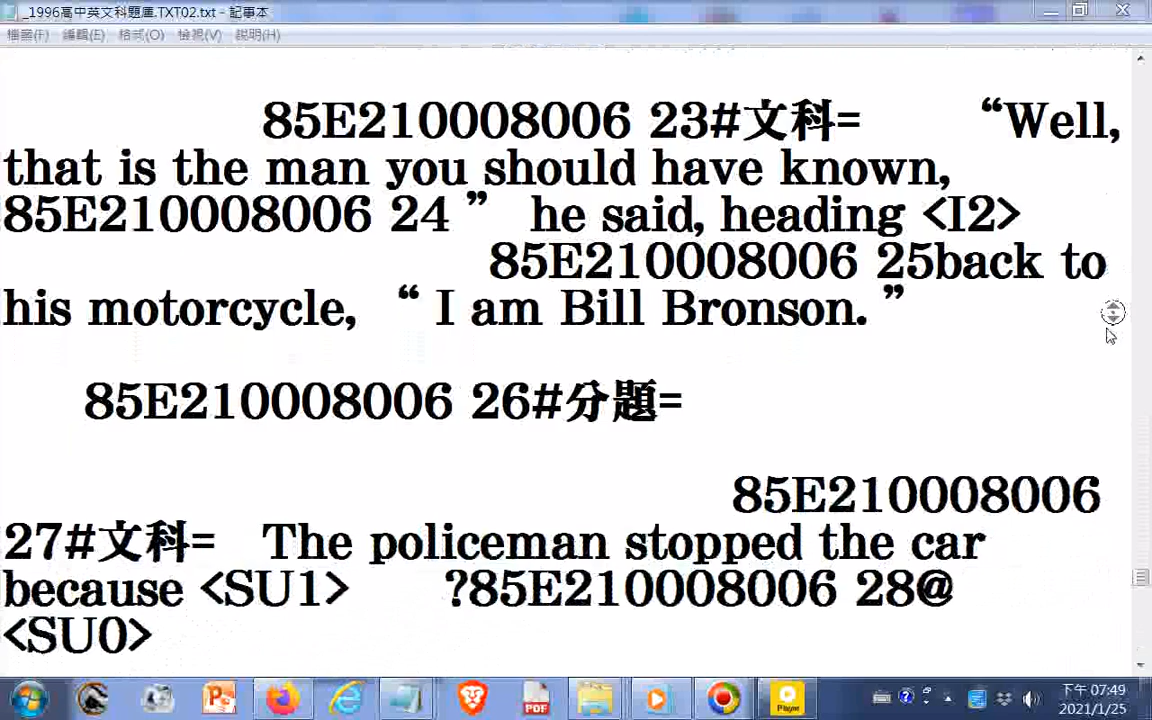 _1996高中英文科題庫.TXT02.txt - 記事本
檔案(F) 編輯(E) 格式(O) 檢視(V) 說明(H)
85E210008006 23#文科= “Well,
that is the man you should have known,
85E210008006 24 ” he said, heading <I2>
85E210008006 25back to
his motorcycle, “ I am Bill Bronson. ”
85E210008006 26#分題=
85E210008006
27#文科= The policeman stopped the car
because <SU1> ?85E210008006 28@
<SU0>
PDF
Player
下午 07:49
2021/1/25